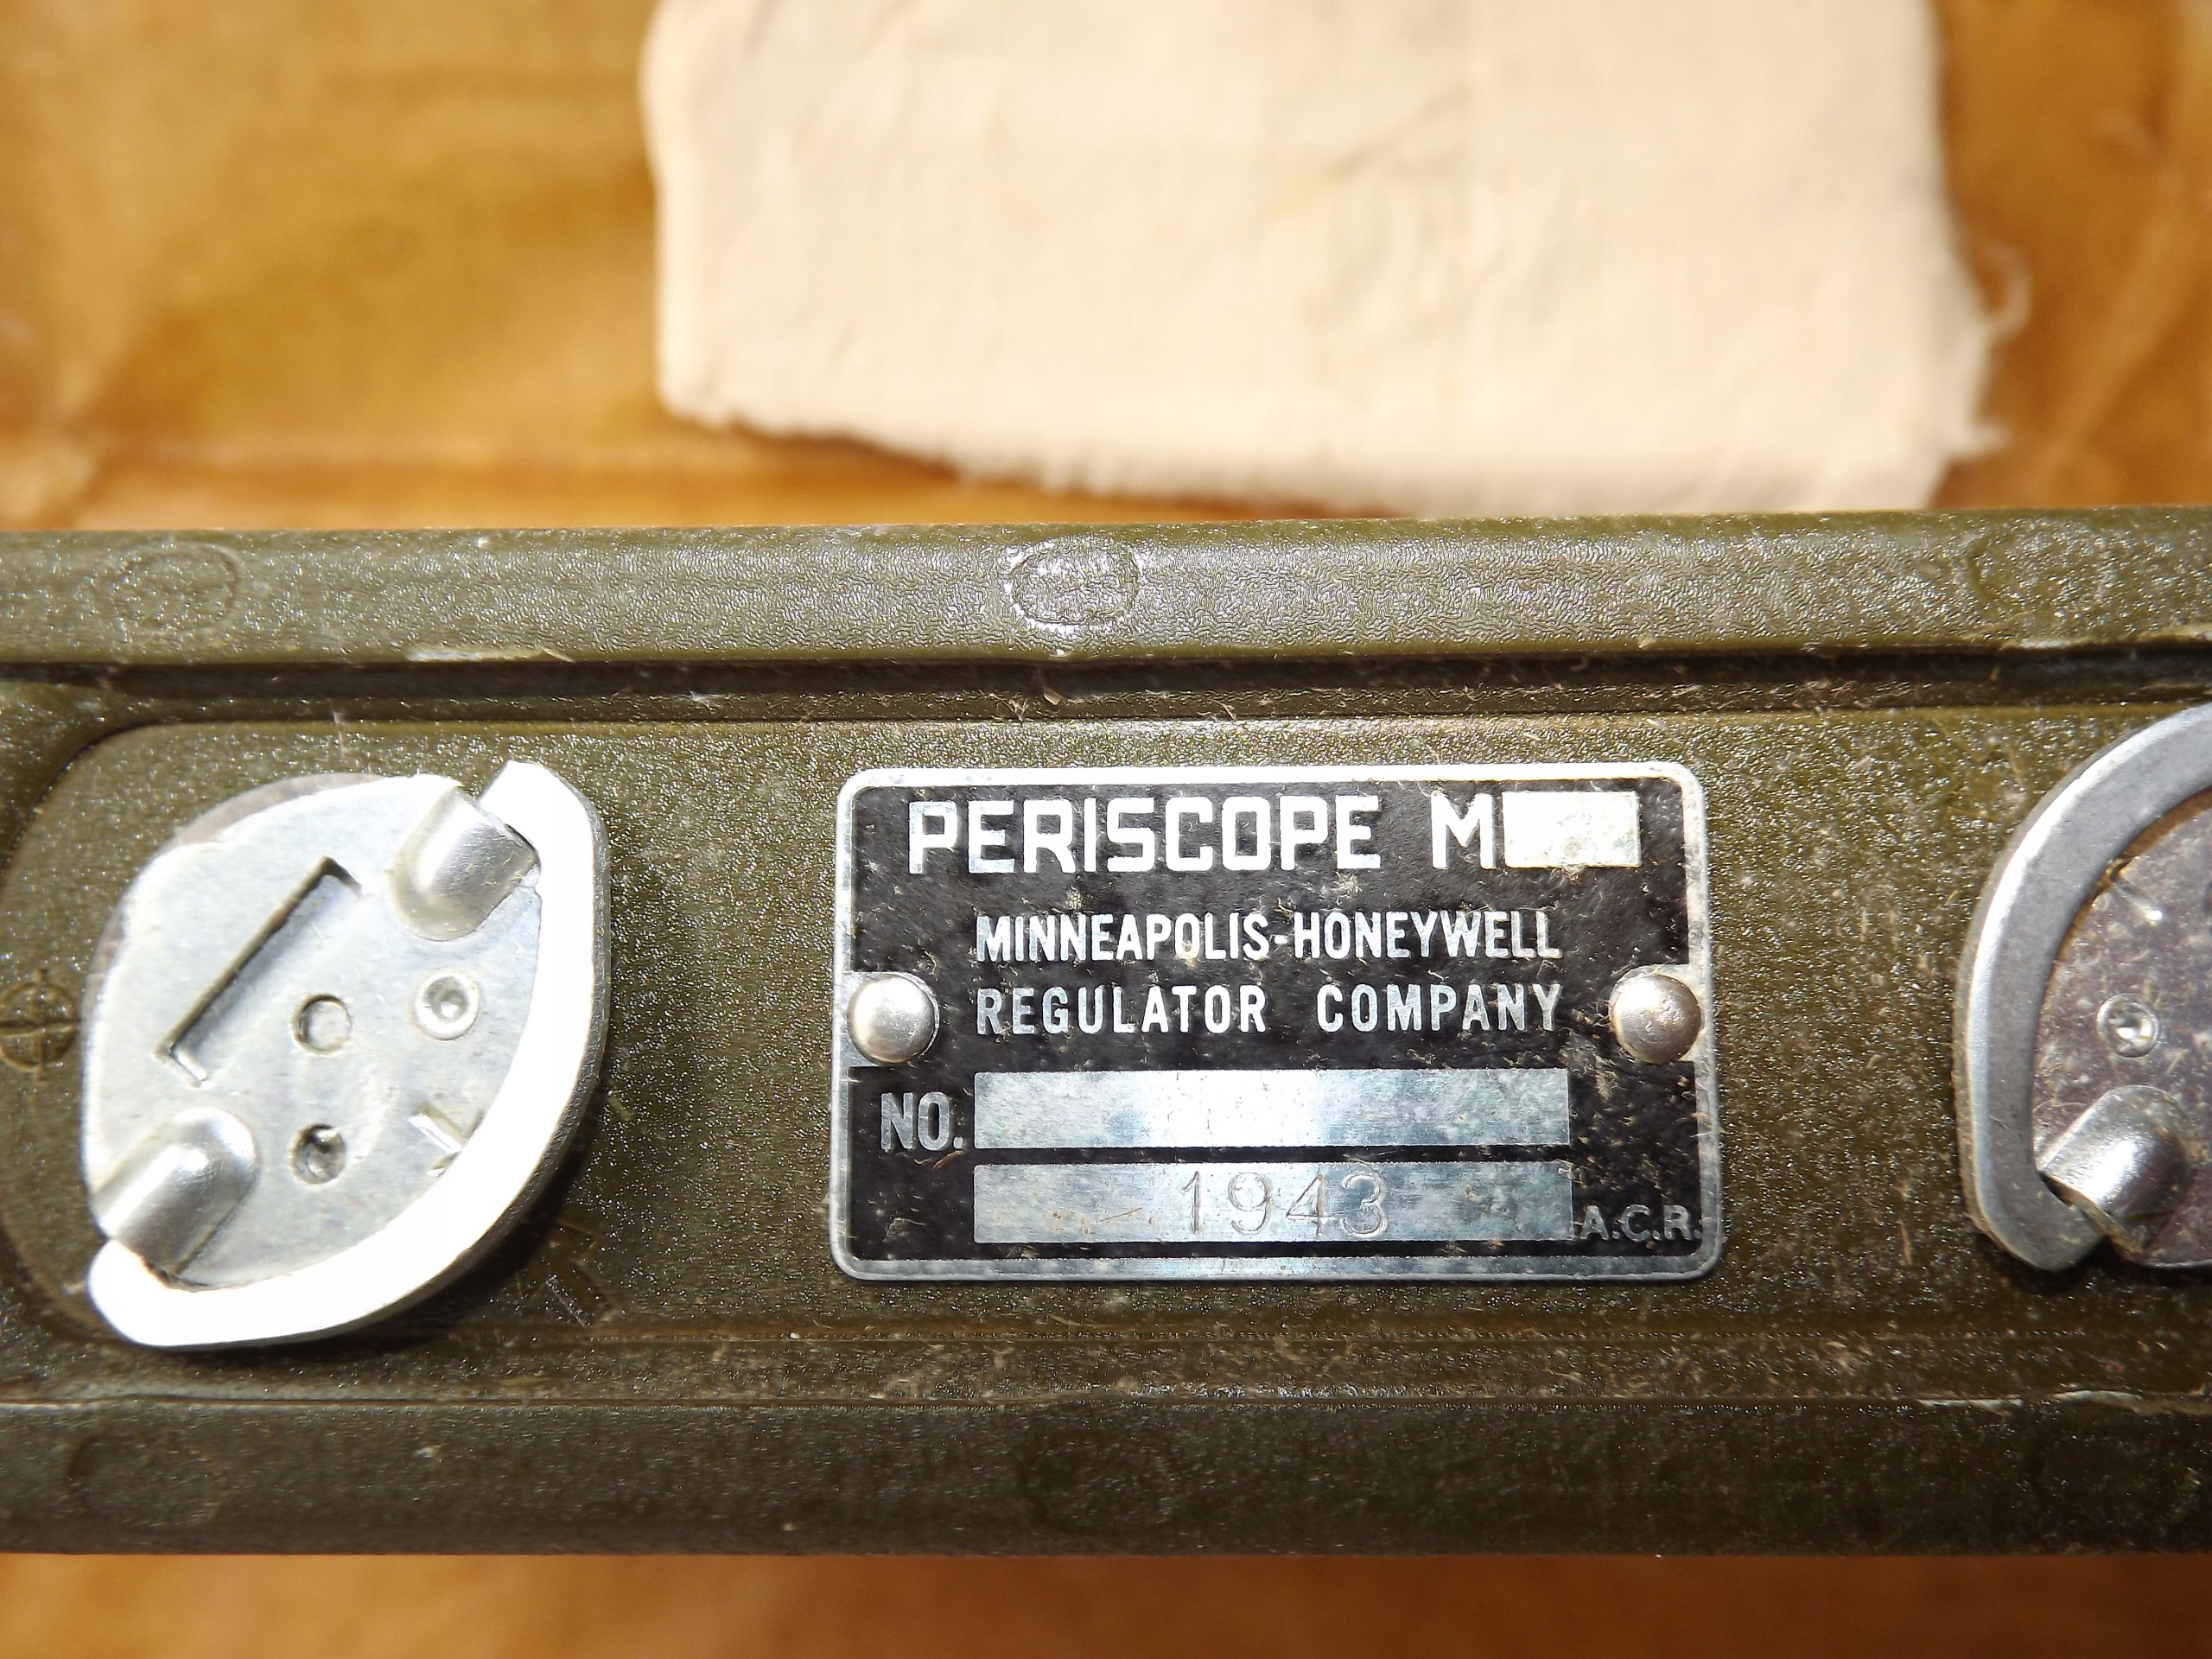 PERISCOPE M
MINNEAPOLIS-HONEYWELL
REGULATOR COMPANY
NO.
1943
A.C.R.